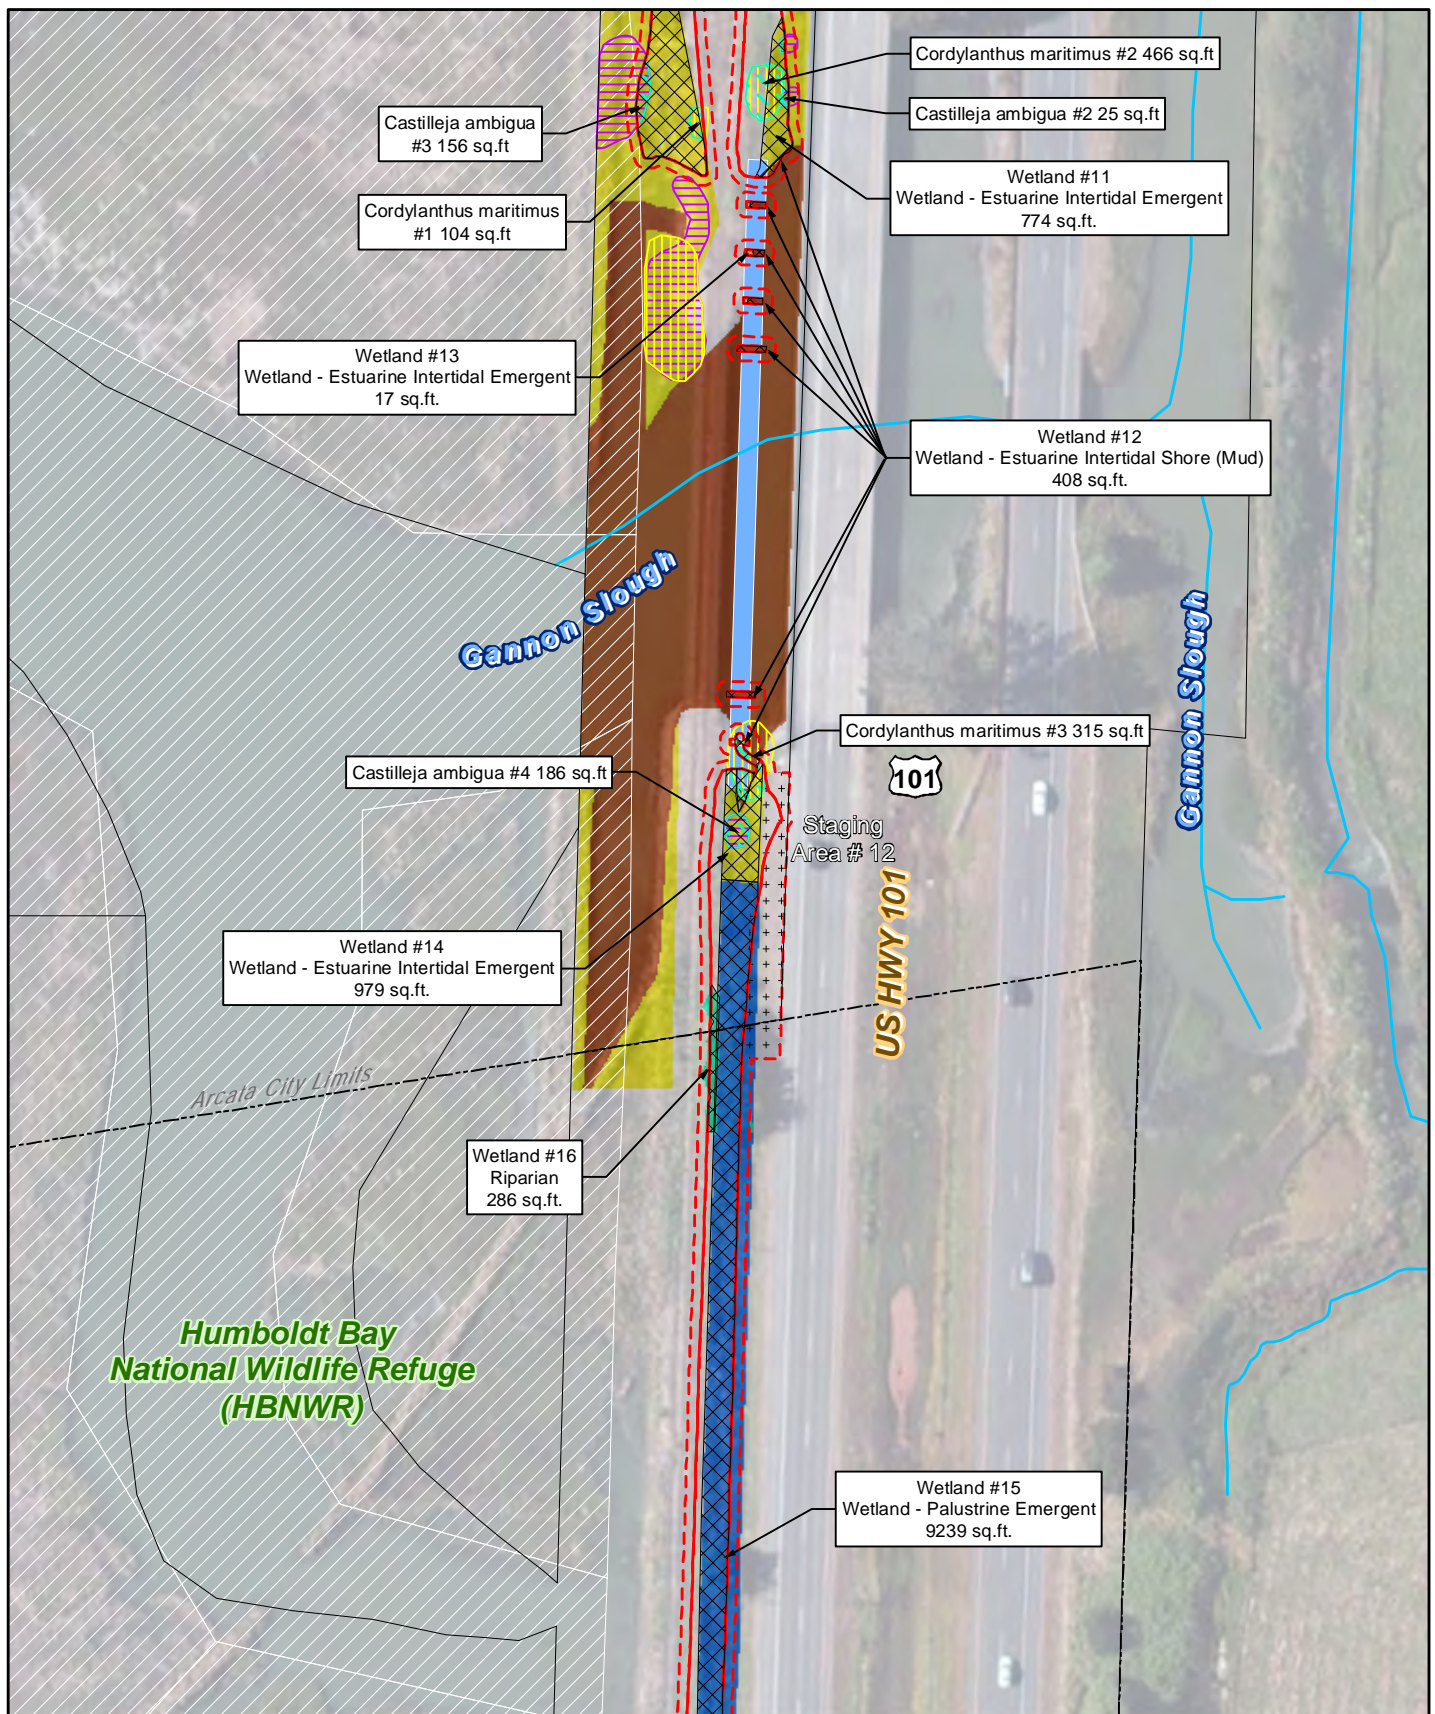 Cordylanthus maritimus #2 466 sq.ft
Castilleja ambigua #2 25 sq.ft
Castilleja ambigua
#3 156 sq.ft
Wetland #11
Wetland - Estuarine Intertidal Emergent
774 sq.ft.
Cordylanthus maritimus
#1 104 sq.ft
Wetland #13
Wetland - Estuarine Intertidal Emergent
17 sq.ft.
Wetland #12
Wetland - Estuarine Intertidal Shore (Mud)
408 sq.ft.
Gannon Slough
Gannon Slough
Cordylanthus maritimus #3 315 sq.ft
Castilleja ambigua #4 186 sq.ft
101
Staging
Area # 12
US HWY 101
Wetland #14
Wetland - Estuarine Intertidal Emergent
979 sq.ft.
Arcata City Limits
Wetland #16
Riparian
286 sq.ft.
Humboldt Bay
National Wildlife Refuge
(HBNWR)
Wetland #15
Wetland - Palustrine Emergent
9239 sq.ft.